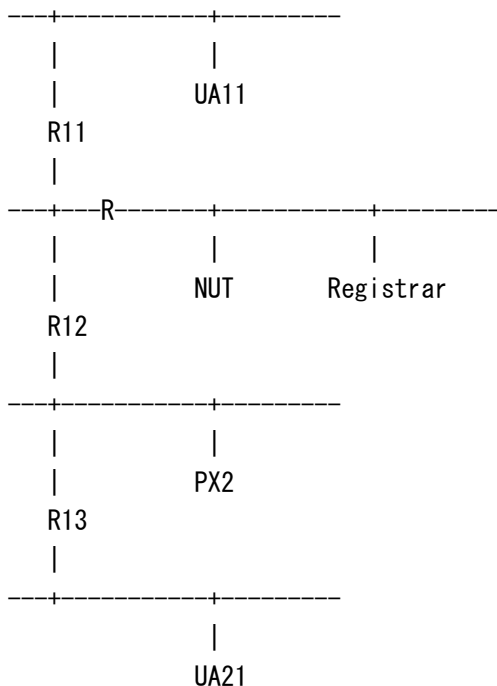 ---+-----------+---------
|           |
|          UA11
R11
|
---+---R-------+-----------+---------
|           |           |
|          NUT      Registrar
R12
|
---+-----------+---------
|           |
|          PX2
R13
|
---+-----------+---------
|
UA21